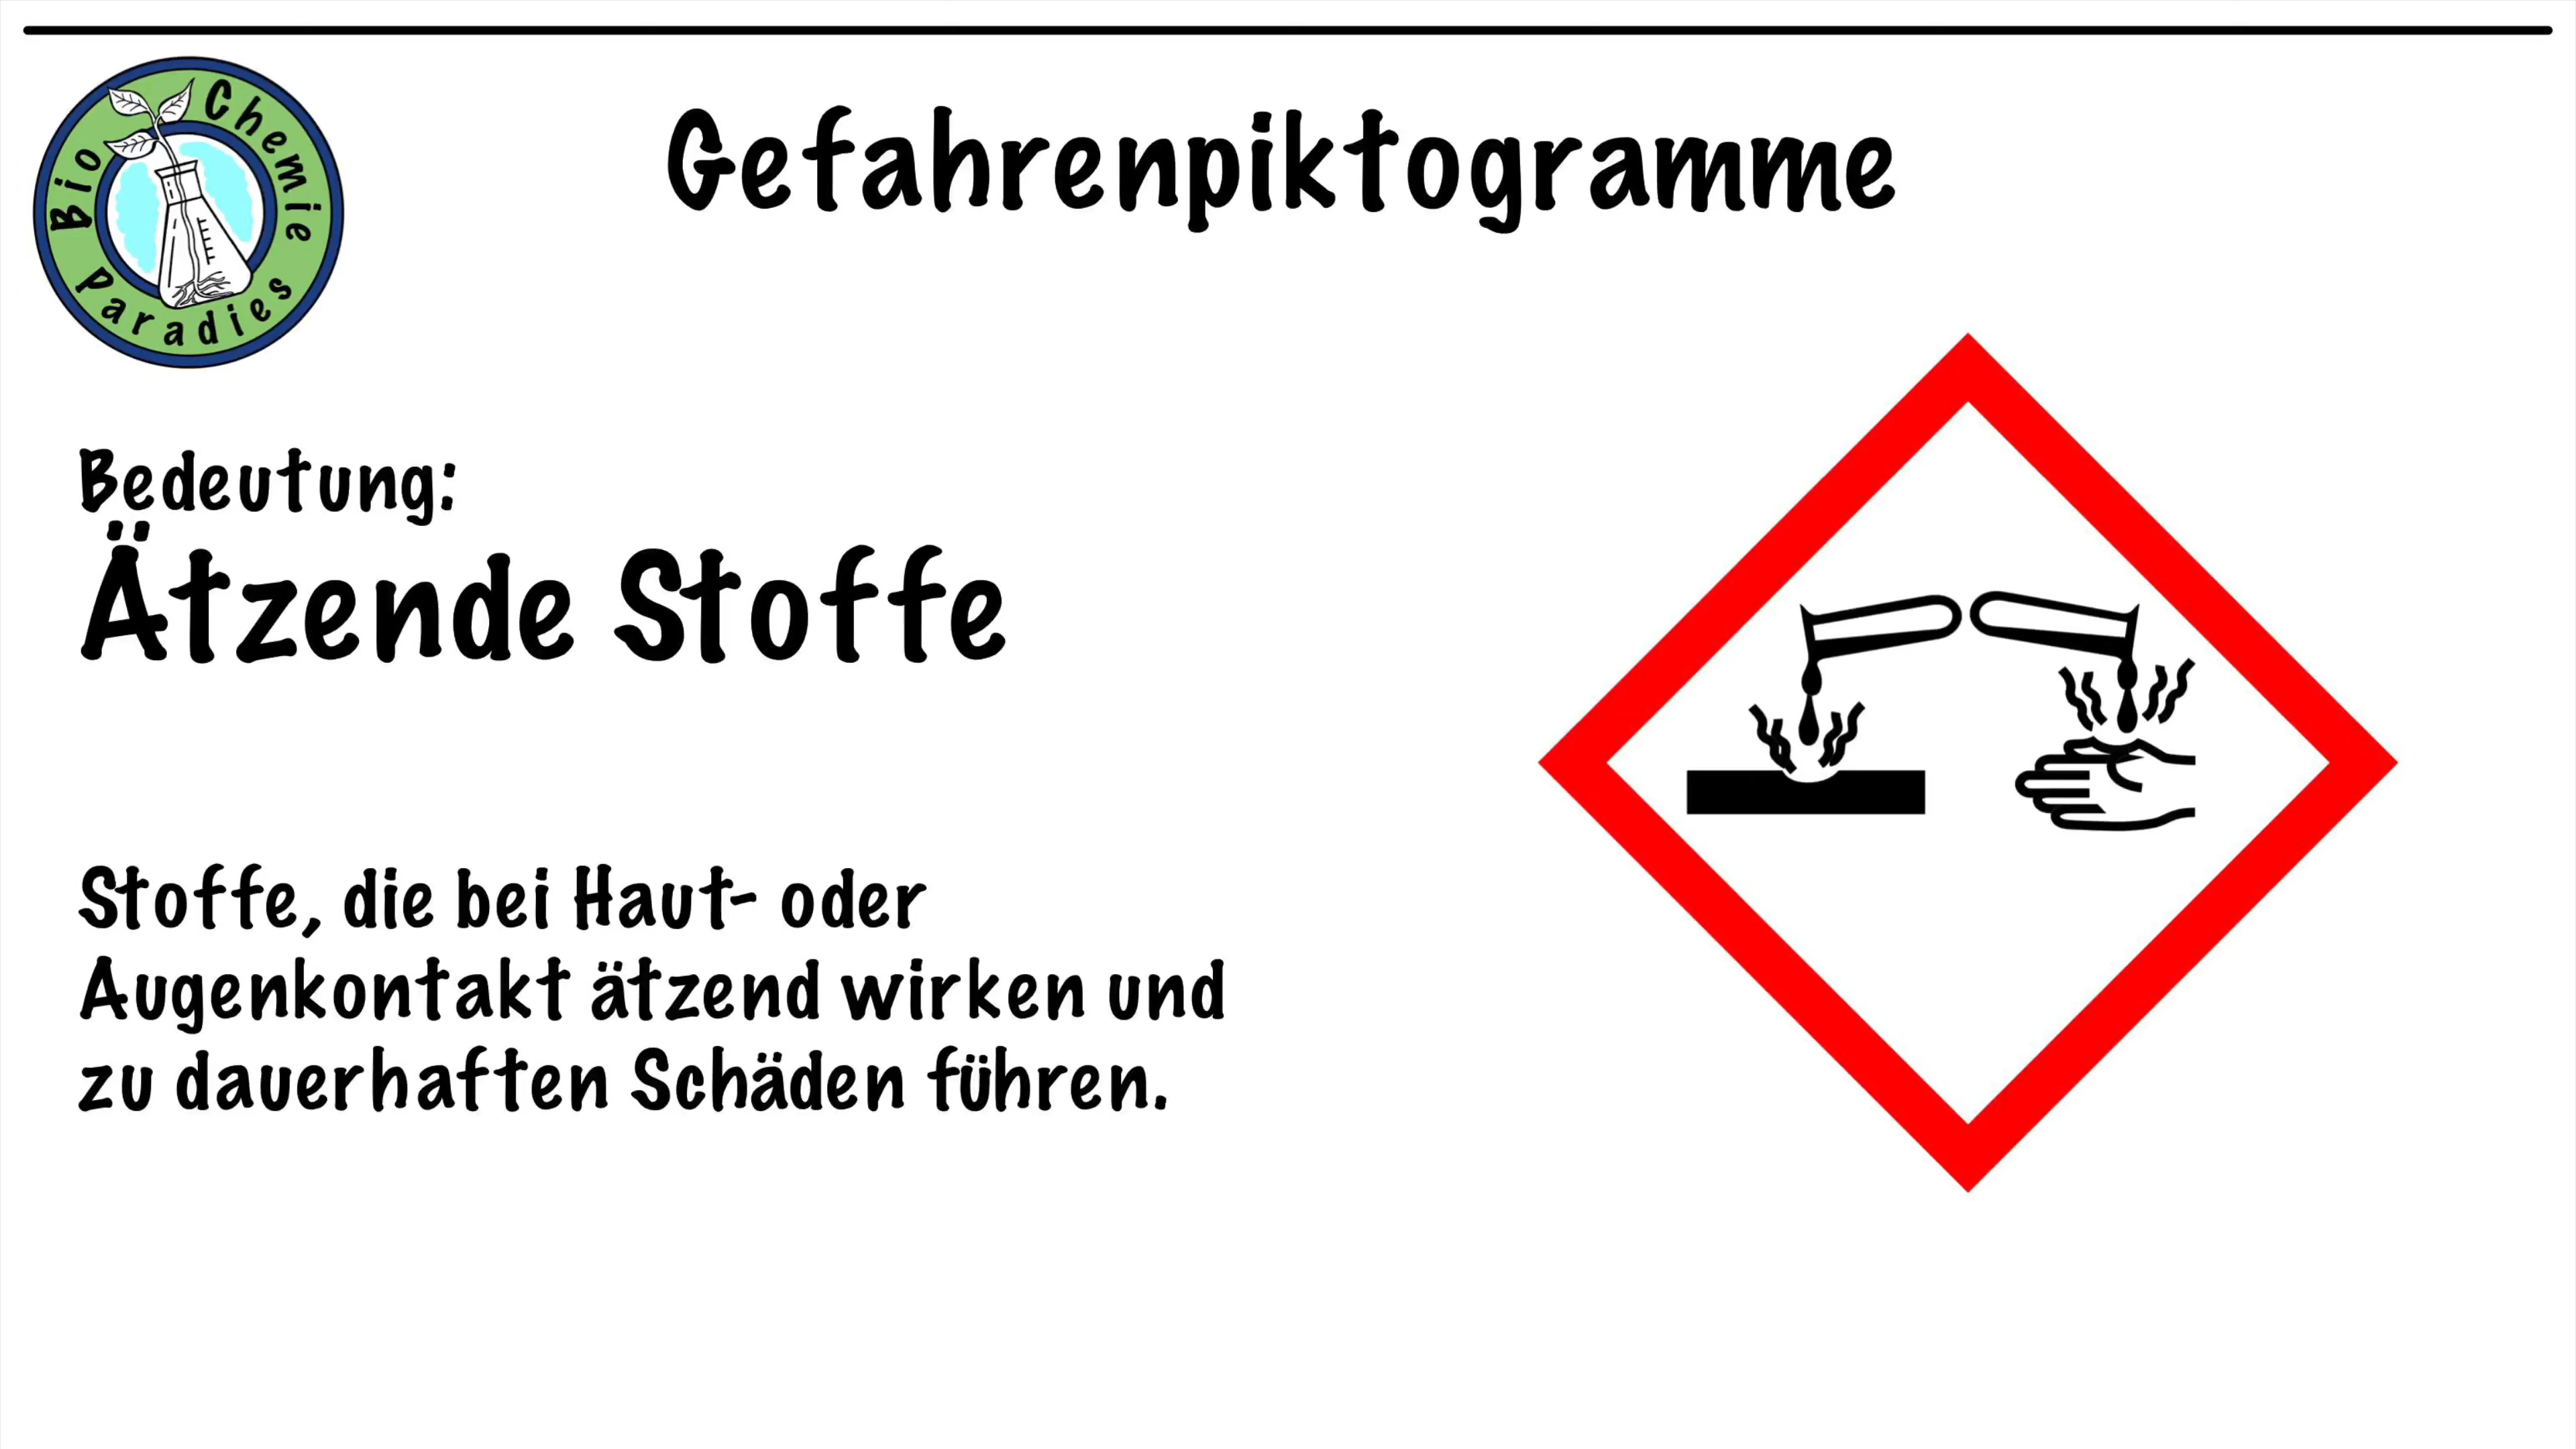 Bio Chemie
Paradies
Gefahrenpiktogramme
Bedeutung:
Ätzende Stoffe
Stoffe, die bei Haut- oder
Augenkontakt ätzend wirken und
zu dauerhaften Schäden führen.